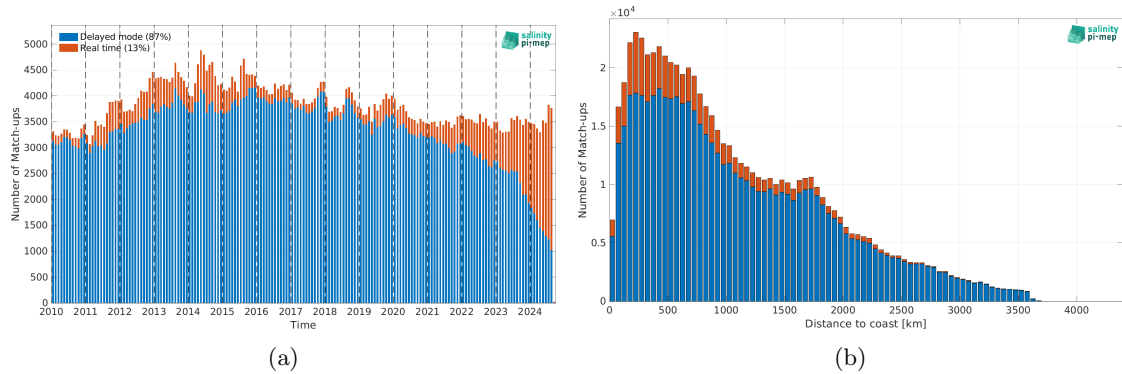 Delayed mode (87%)
Real time (13%)
salinity
pi-mep
5000
4500
4000
3500
3000
2500
2000
1500
1000
500
0
Number of Match-ups
2010 2011 2012 2013 2014 2015 2016 2017 2018 2019 2020 2021 2022 2023 2024
Time
(a)
×10⁴
salinity
pi-mep
2
1.5
1
0.5
0
Number of Match-ups
0 500 1000 1500 2000 2500 3000 3500 4000
Distance to coast [km]
(b)